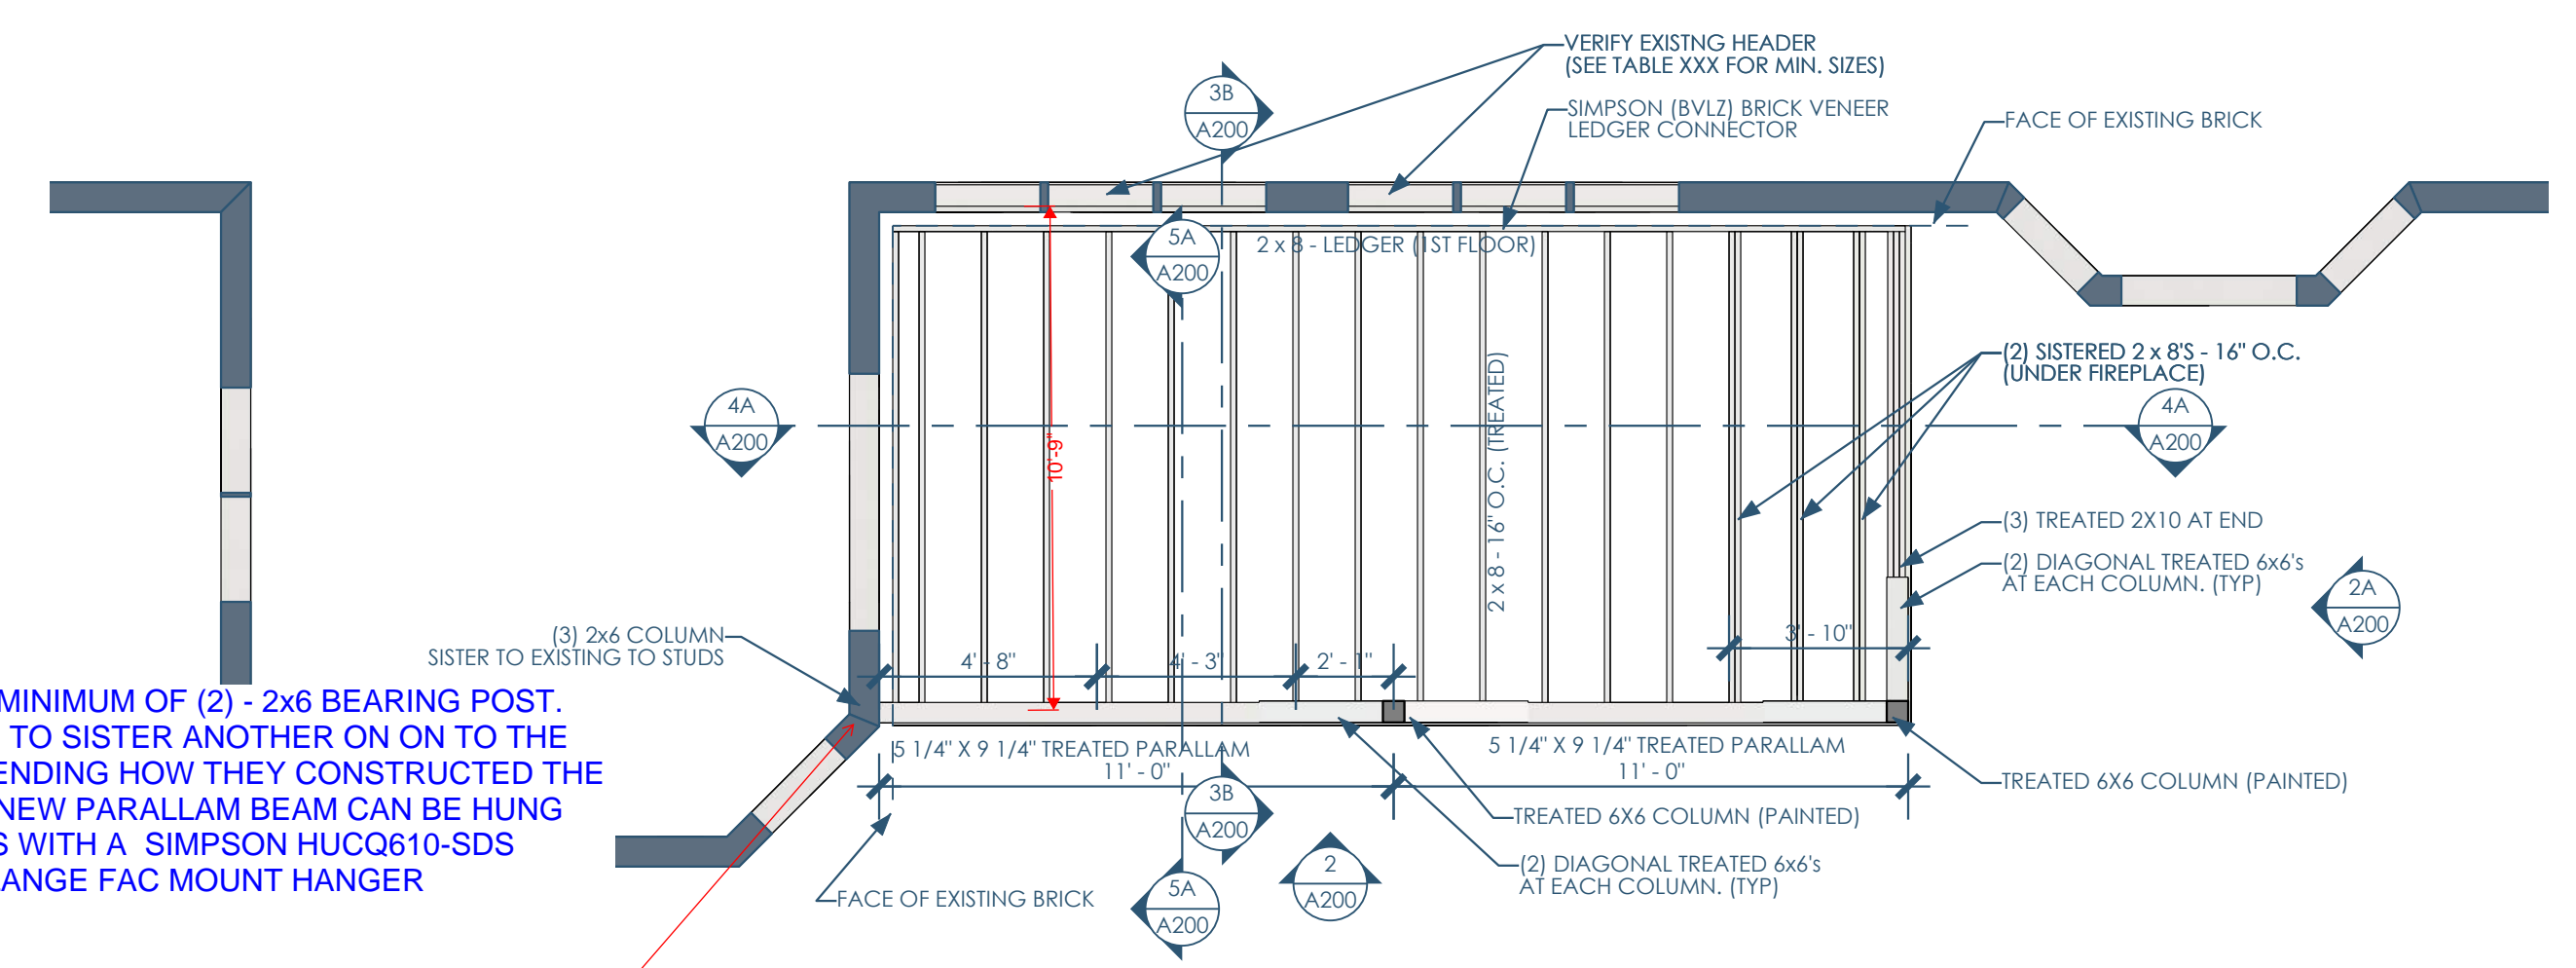 VERIFY EXISTNG HEADER
(SEE TABLE XXX FOR MIN. SIZES)
3B
A200
SIMPSON (BVLZ) BRICK VENEER
LEDGER CONNECTOR
FACE OF EXISTING BRICK
5A
A200
2 x 8 - LEDGER (1ST FLOOR)
(2) SISTERED 2 x 8'S - 16" O.C.
(UNDER FIREPLACE)
4A
A200
4A
A200
10'-9"
2 x 8 - 16" O.C. (TREATED)
(3) TREATED 2X10 AT END
(2) DIAGONAL TREATED 6x6's
AT EACH COLUMN. (TYP)
2A
A200
(3) 2x6 COLUMN
SISTER TO EXISTING TO STUDS
4' - 8"
4' - 3"
2' - 1"
3' - 10"
MINIMUM OF (2) - 2x6 BEARING POST.
TO SISTER ANOTHER ON ON TO THE
ENDING HOW THEY CONSTRUCTED THE
NEW PARALLAM BEAM CAN BE HUNG
S WITH A SIMPSON HUCQ610-SDS
ANGE FAC MOUNT HANGER
5 1/4" X 9 1/4" TREATED PARALLAM
11' - 0"
5 1/4" X 9 1/4" TREATED PARALLAM
11' - 0"
TREATED 6X6 COLUMN (PAINTED)
3B
A200
TREATED 6X6 COLUMN (PAINTED)
(2) DIAGONAL TREATED 6x6's
AT EACH COLUMN. (TYP)
2
A200
FACE OF EXISTING BRICK
5A
A200